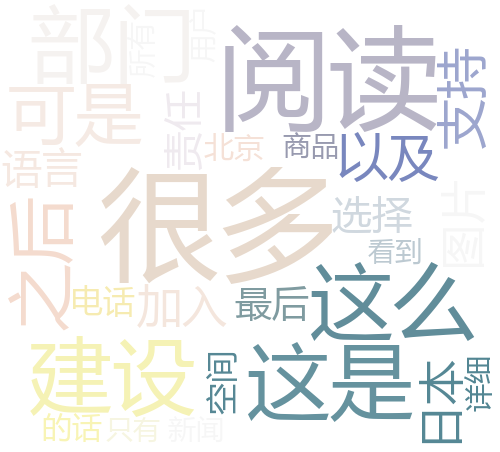 部门
所有
用户
阅读
可是
责任
支持
北京
商品
以及
语言
很多
选择
图片
之后
看到
电话
加入
最后
这么
建设
空间
这是
日本
详细
的话
只有
新闻